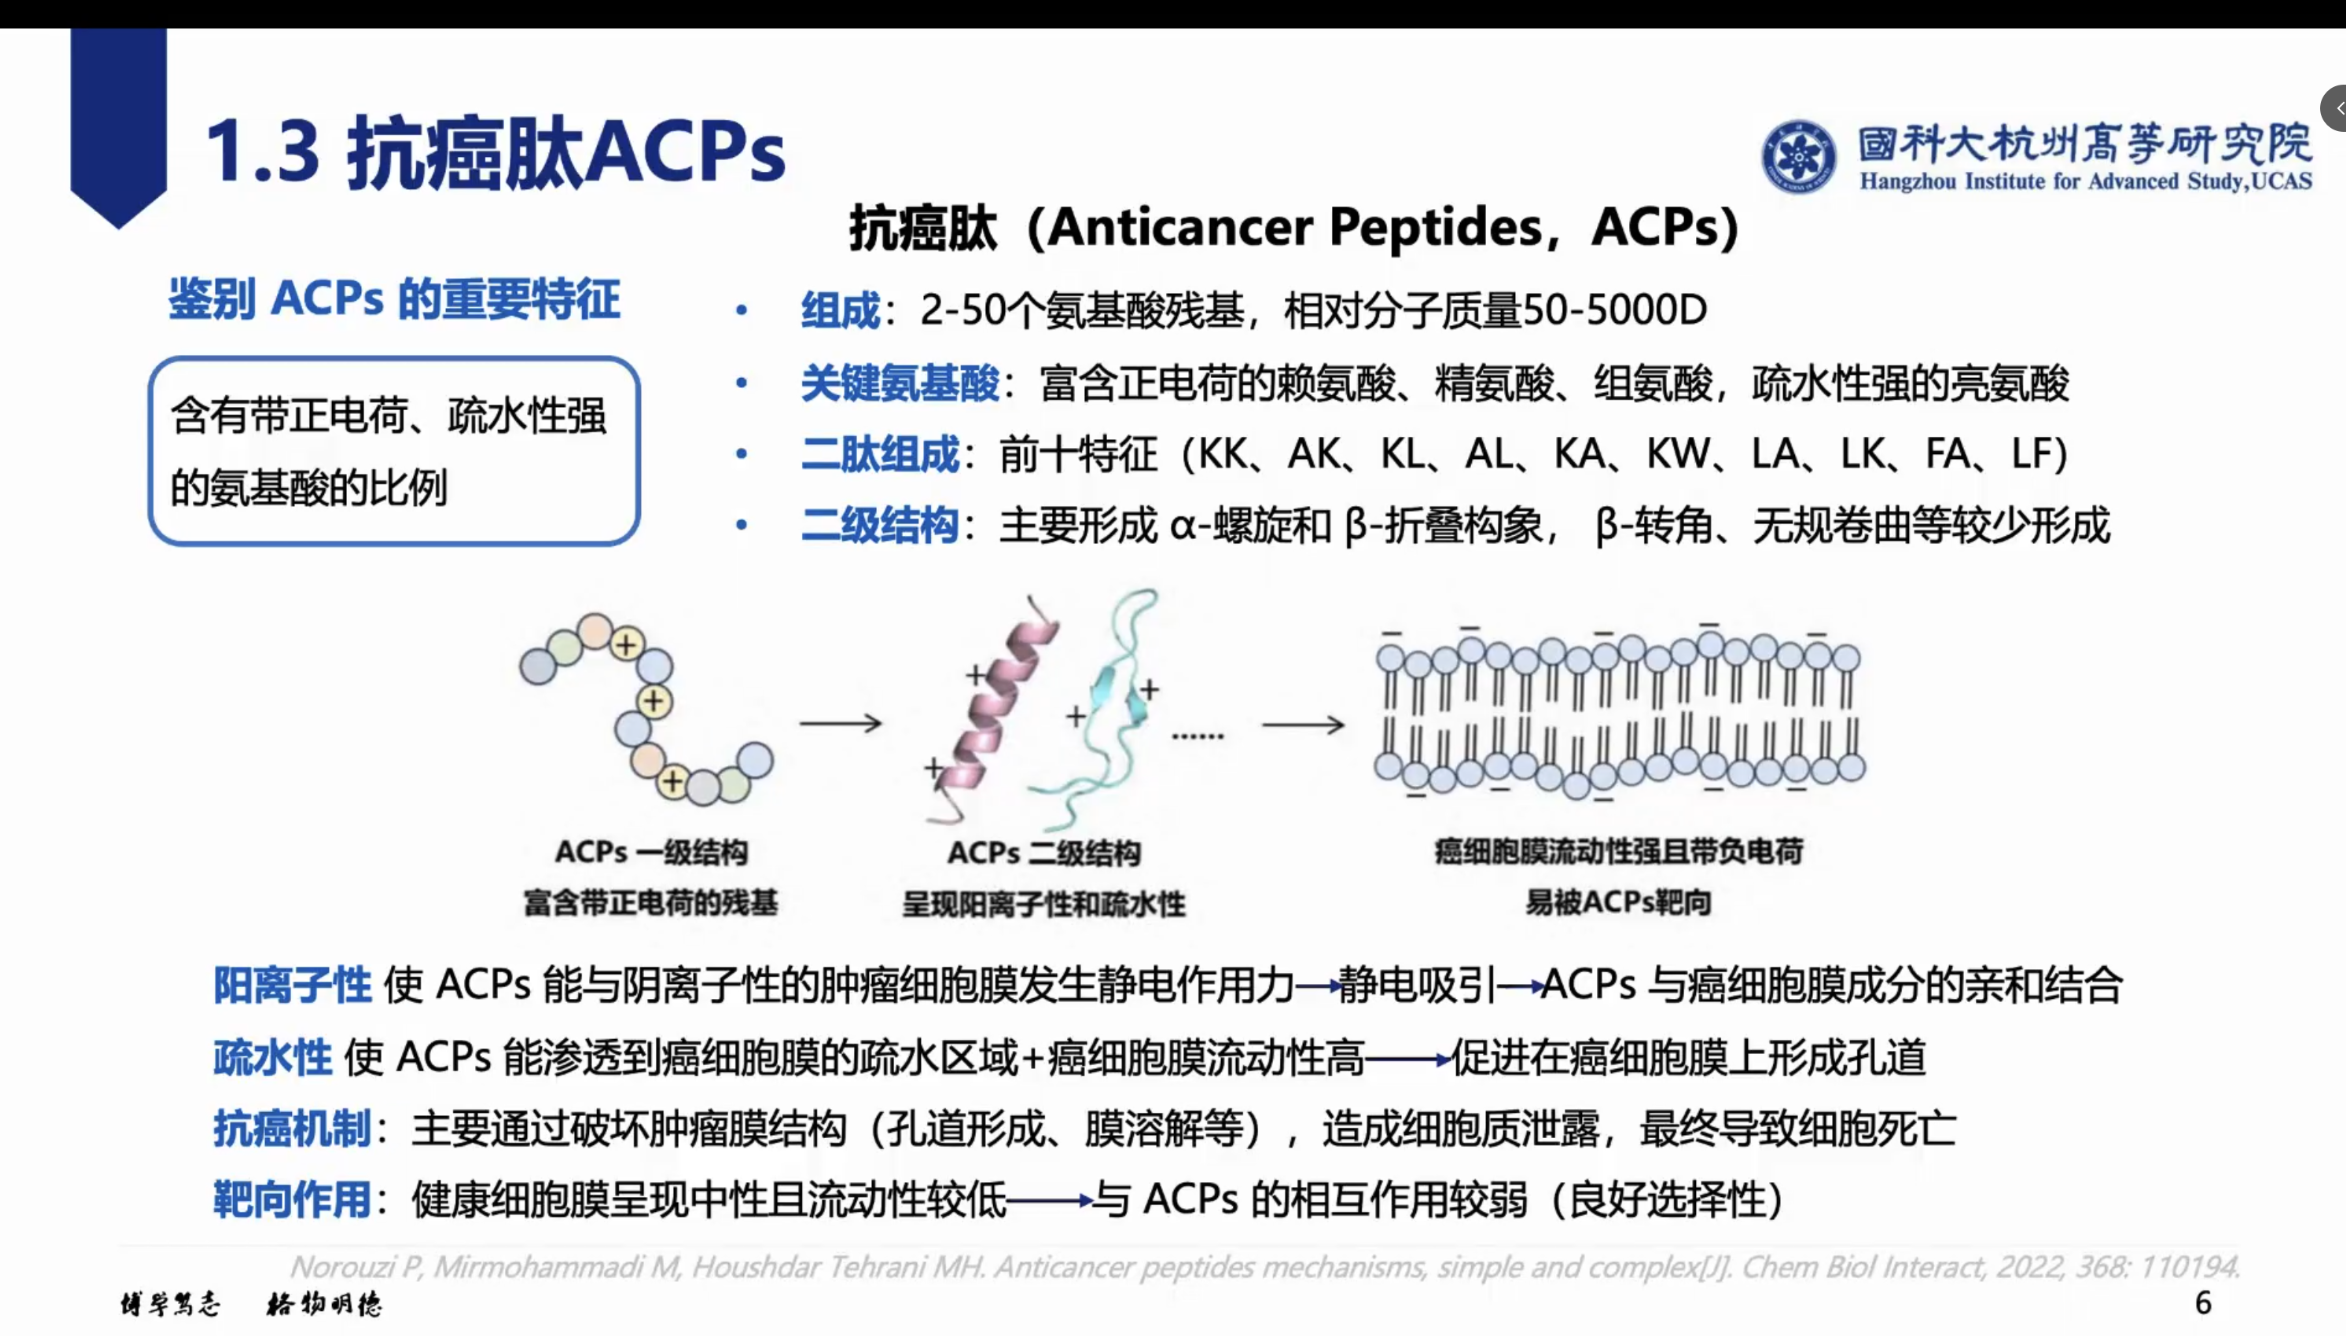 1.3 抗癌肽ACPs
國科大杭州高等研究院
Hangzhou Institute for Advanced Study,UCAS
抗癌肽（Anticancer Peptides，ACPs）
鉴别 ACPs 的重要特征
含有带正电荷、疏水性强
的氨基酸的比例
• 组成：2-50个氨基酸残基，相对分子质量50-5000D
• 关键氨基酸：富含正电荷的赖氨酸、精氨酸、组氨酸，疏水性强的亮氨酸
• 二肽组成：前十特征（KK、AK、KL、AL、KA、KW、LA、LK、FA、LF）
• 二级结构：主要形成 α-螺旋和 β-折叠构象， β-转角、无规卷曲等较少形成
ACPs 一级结构
富含带正电荷的残基
ACPs 二级结构
呈现阳离子性和疏水性
癌细胞膜流动性强且带负电荷
易被ACPs靶向
阳离子性 使 ACPs 能与阴离子性的肿瘤细胞膜发生静电作用力→静电吸引→ACPs 与癌细胞膜成分的亲和结合
疏水性 使 ACPs 能渗透到癌细胞膜的疏水区域+癌细胞膜流动性高→促进在癌细胞膜上形成孔道
抗癌机制：主要通过破坏肿瘤膜结构（孔道形成、膜溶解等），造成细胞质泄露，最终导致细胞死亡
靶向作用：健康细胞膜呈现中性且流动性较低→与 ACPs 的相互作用较弱（良好选择性）
Norouzi P, Mirmohammadi M, Houshdar Tehrani MH. Anticancer peptides mechanisms, simple and complex[J]. Chem Biol Interact, 2022, 368: 110194.
博学笃志 格物明德
6